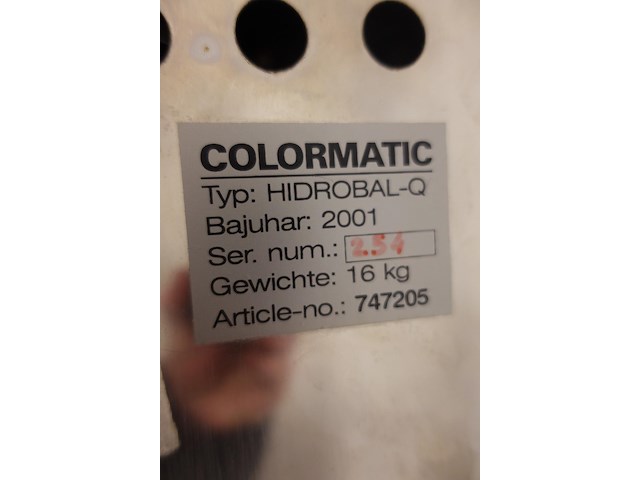 COLORMATIC
Typ: HIDROBAL-Q
Bajuhar: 2001
Ser. num.: 2.54
Gewichte: 16 kg
Article-no.: 747205